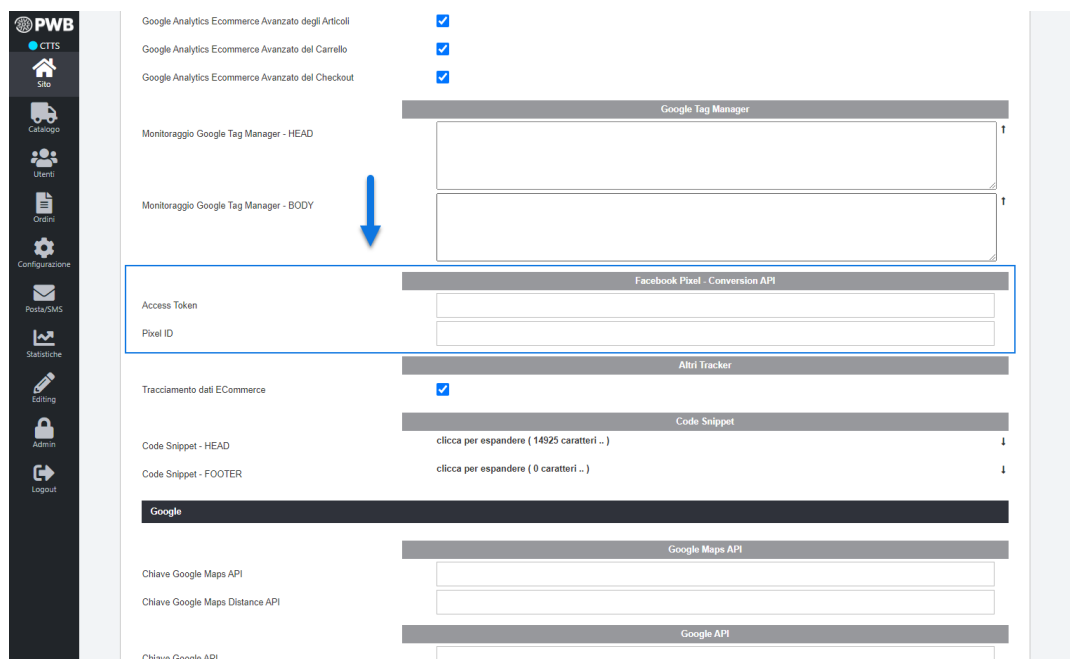 PWB
CTTS
Sito
Catalogo
Utenti
Ordini
Configurazione
Posta/SMS
Statistiche
Editing
Admin
Logout
Google Analytics Ecommerce Avanzato degli Articoli
Google Analytics Ecommerce Avanzato del Carrello
Google Analytics Ecommerce Avanzato del Checkout
Google Tag Manager
Monitoraggio Google Tag Manager - HEAD
Monitoraggio Google Tag Manager - BODY
Facebook Pixel - Conversion API
Access Token
Pixel ID
Altri Tracker
Tracciamento dati ECommerce
Code Snippet
Code Snippet - HEAD clicca per espandere ( 14925 caratteri .. )
Code Snippet - FOOTER clicca per espandere ( 0 caratteri .. )
Google
Google Maps API
Chiave Google Maps API
Chiave Google Maps Distance API
Google API
Chiave Google API